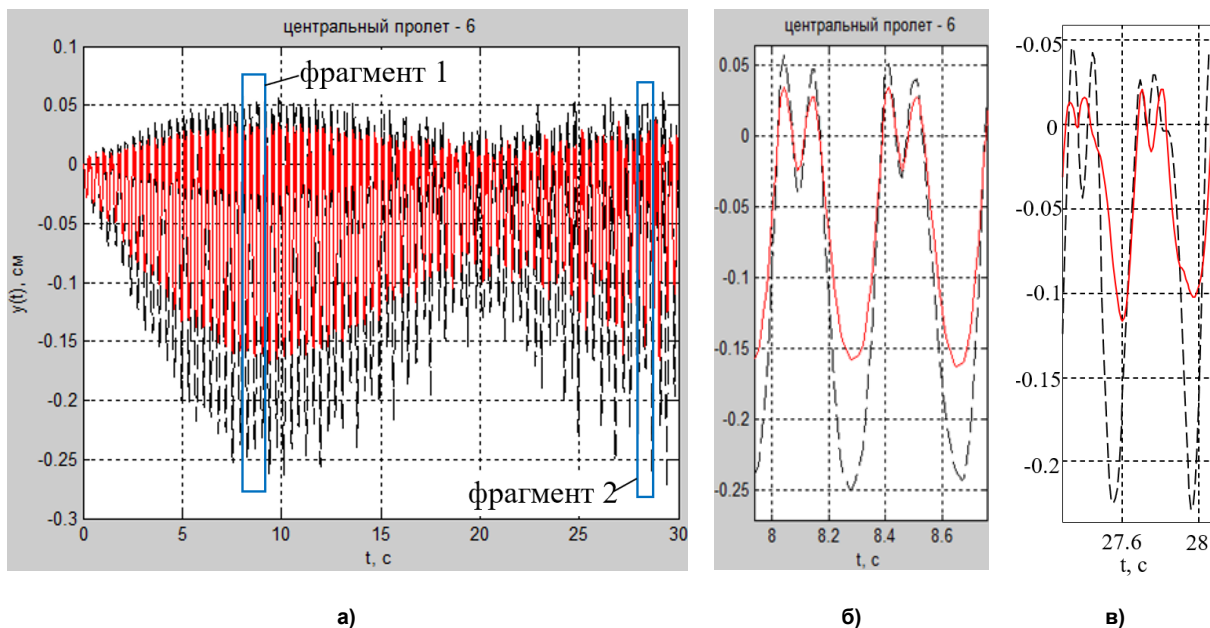 центральный пролет - 6
0.1
0.05
0
-0.05
-0.1
-0.15
-0.2
-0.25
-0.3
y(t), см
фрагмент 1
фрагмент 2
0 5 10 15 20 25 30
t, с
а)
центральный пролет - 6
0.05
0
-0.05
-0.1
-0.15
-0.2
-0.25
8 8.2 8.4 8.6
t, с
б)
-0.05
0
-0.05
-0.1
-0.15
-0.2
27.6 28
t, с
в)